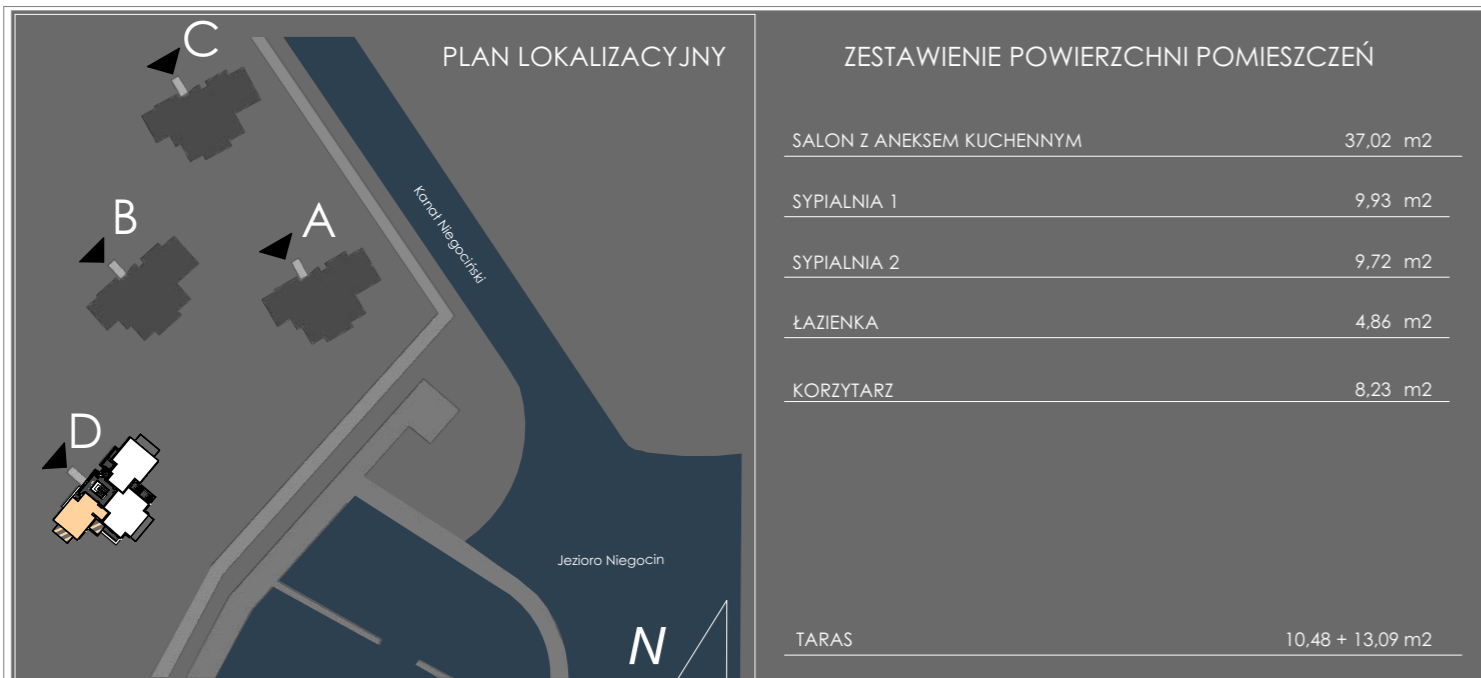 PLAN LOKALIZACYJNY
C
B
A
D
Kanał Niegociński
Jezioro Niegocin
N
ZESTAWIENIE POWIERZCHNI POMIESZCZEŃ
SALON Z ANEKSEM KUCHENNYM 37,02 m2
SYPIALNIA 1 9,93 m2
SYPIALNIA 2 9,72 m2
ŁAZIENKA 4,86 m2
KORZYTARZ 8,23 m2
TARAS 10,48 + 13,09 m2